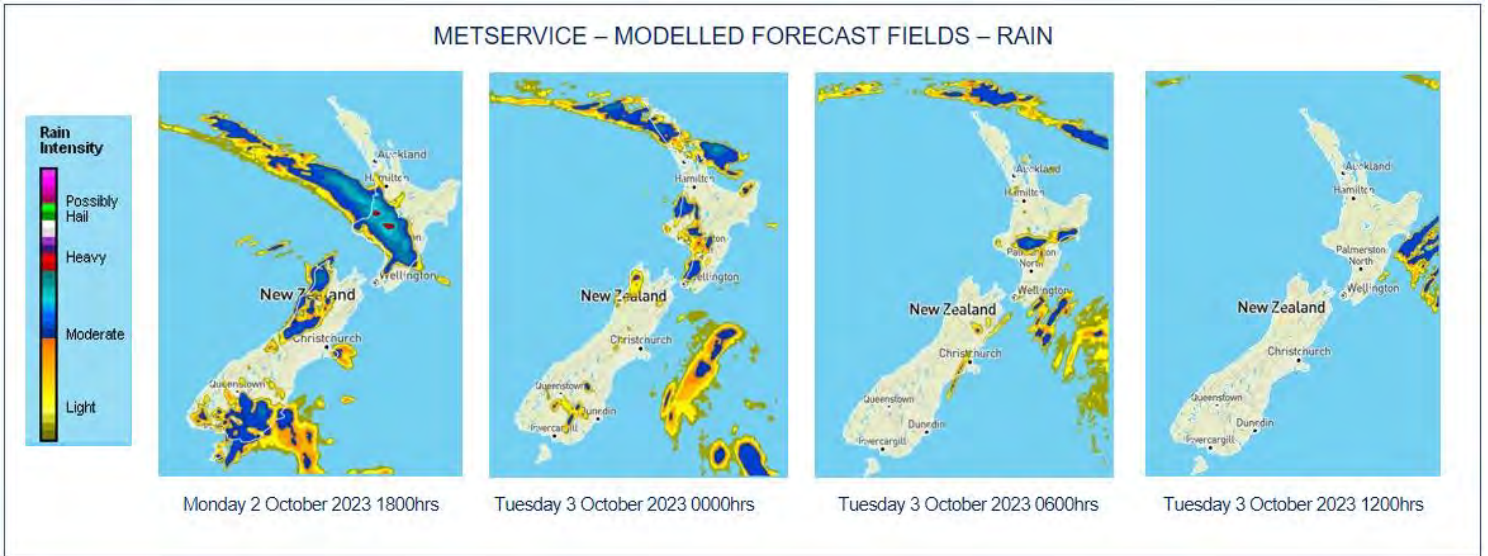 METSERVICE – MODELLED FORECAST FIELDS – RAIN
Rain
Intensity
Possibly
Hail
Heavy
Moderate
Light
Auckland
Hamilton
Wellington
New Zealand
Christchurch
Queenstown
Monday 2 October 2023 1800hrs
Hamilton
Wellington
New Zealand
Christchurch
Queenstown
Dunedin
Invercargill
Tuesday 3 October 2023 0000hrs
Auckland
Hamilton
Palmerston
North
Wellington
New Zealand
Christchurch
Queenstown
Dunedin
Invercargill
Tuesday 3 October 2023 0600hrs
Auckland
Hamilton
Palmerston
North
Wellington
New Zealand
Christchurch
Queenstown
Dunedin
Invercargill
Tuesday 3 October 2023 1200hrs